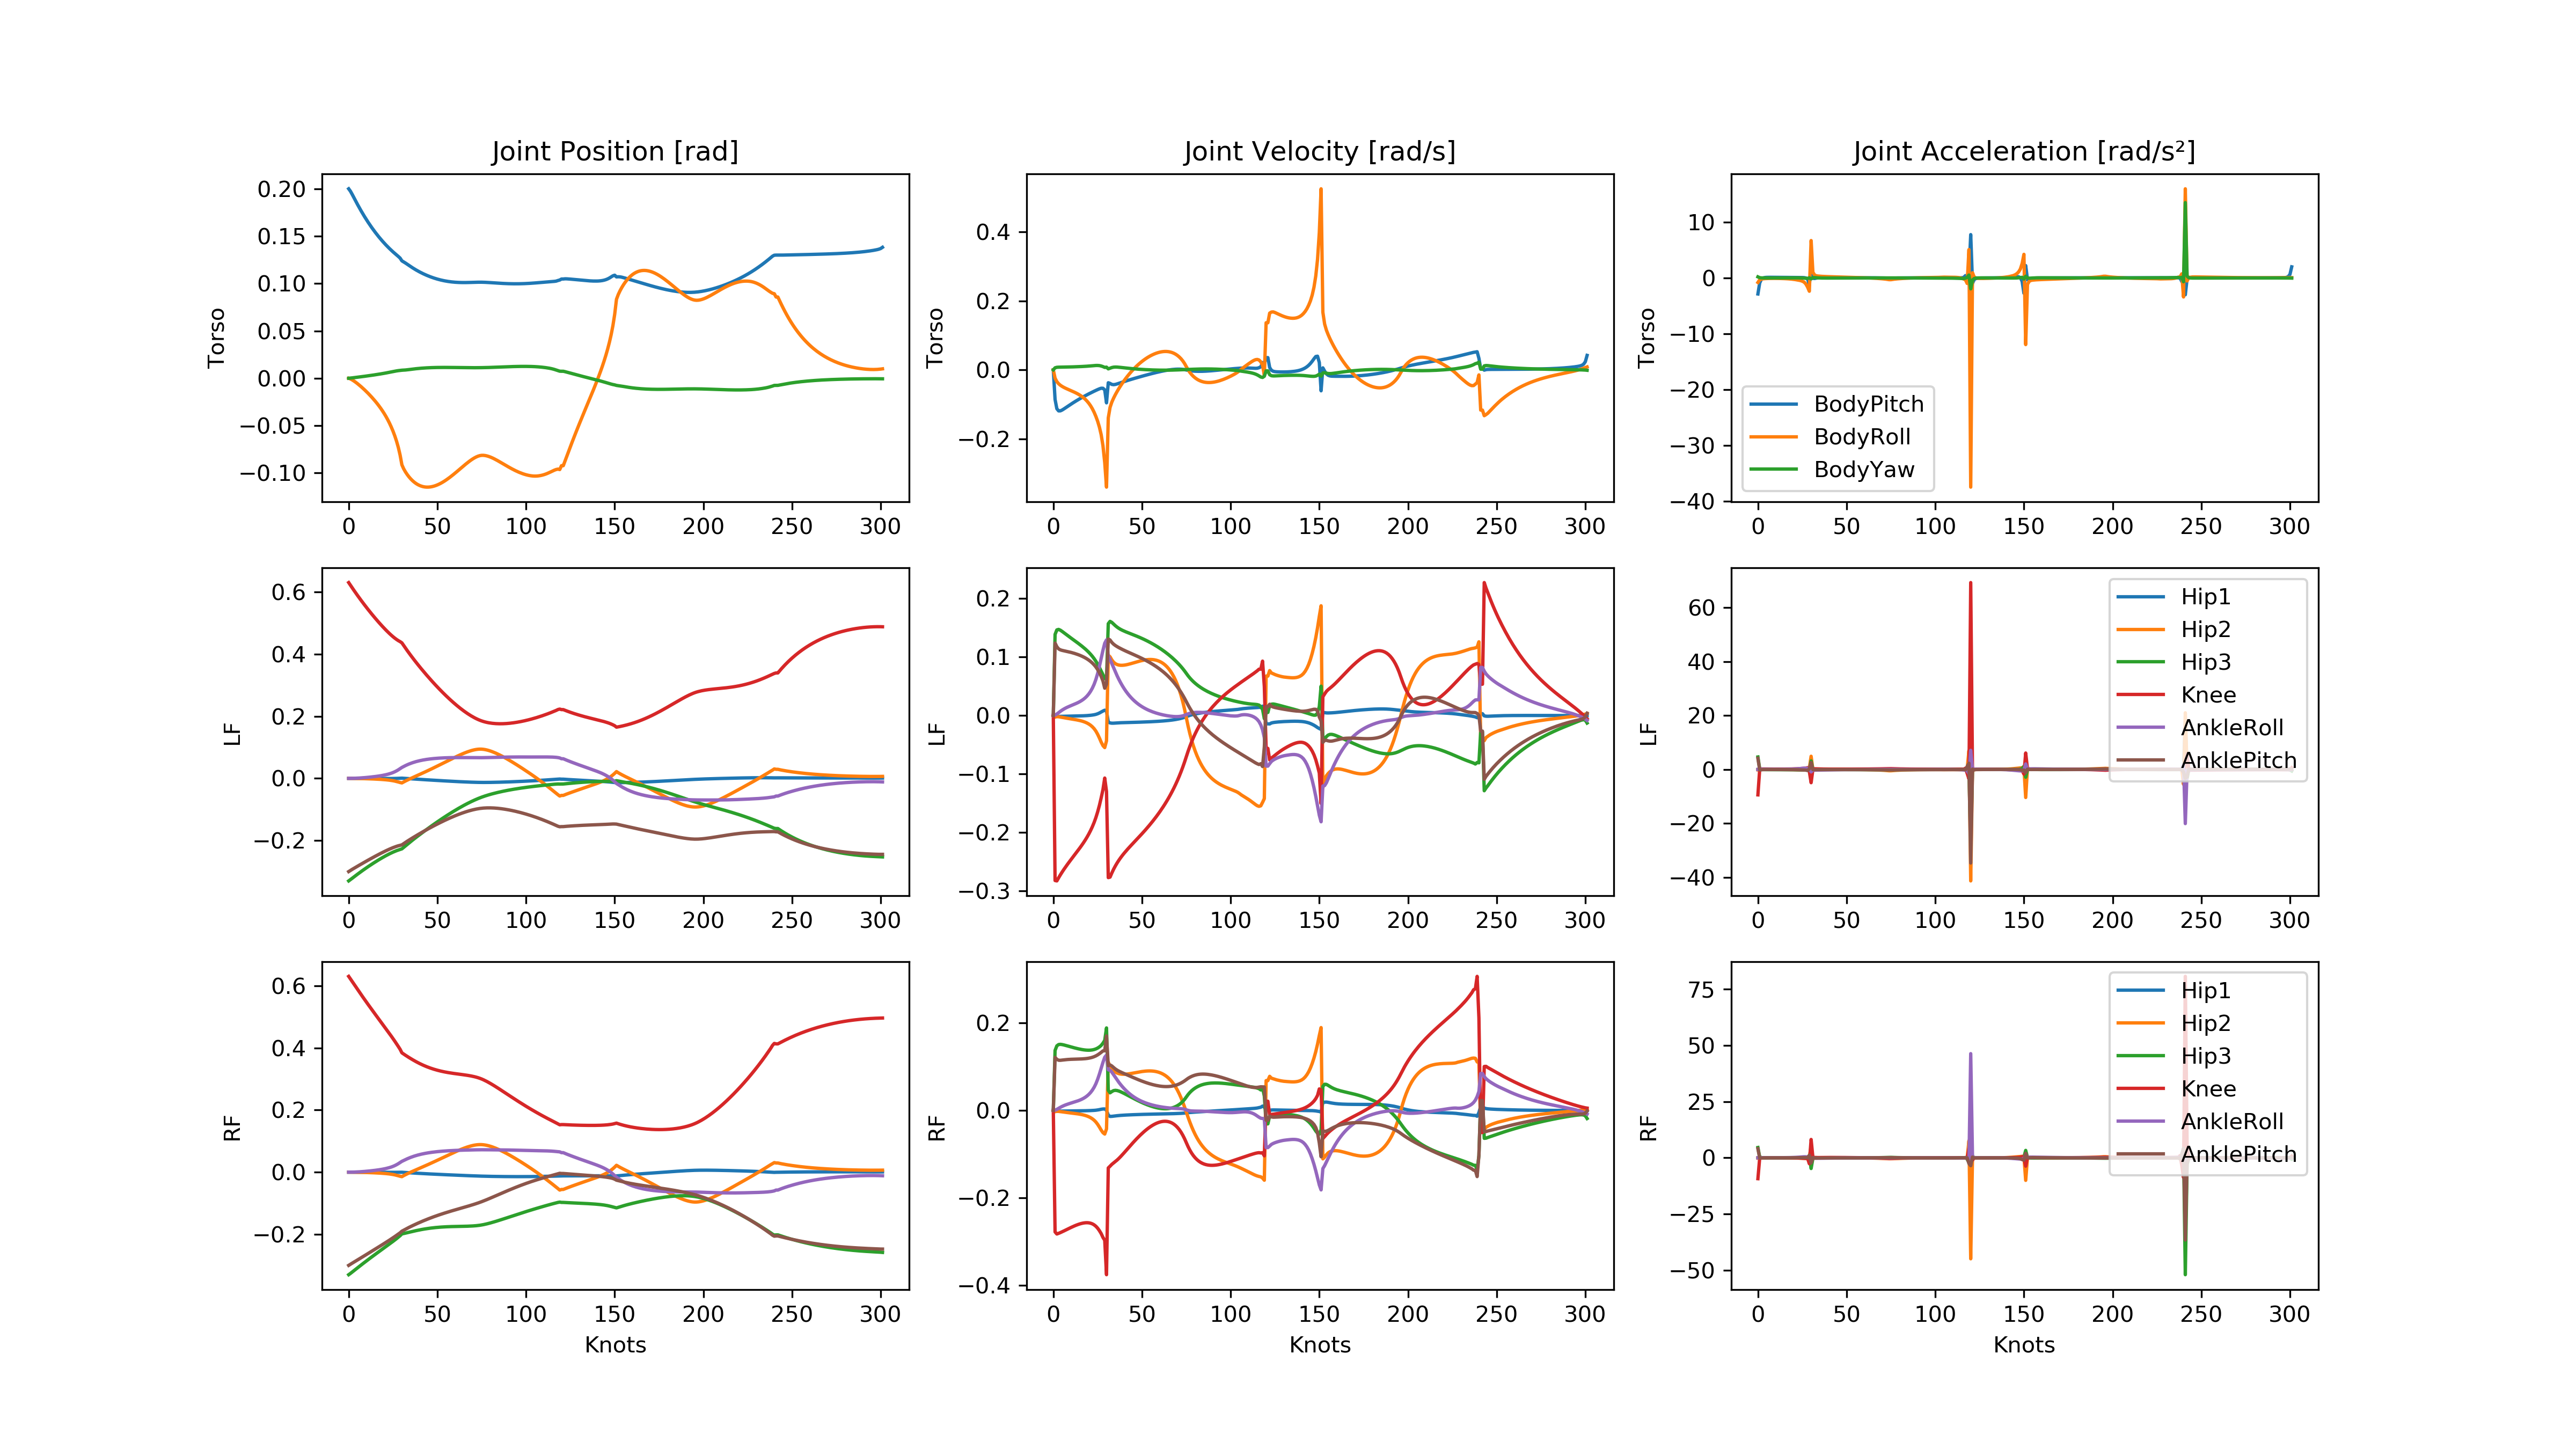 Joint Position [rad]
Joint Velocity [rad/s]
Joint Acceleration [rad/s²]
Torso
0.20
0.15
0.10
0.05
0.00
−0.05
−0.10
0 50 100 150 200 250 300
Torso
0.4
0.2
0.0
−0.2
0 50 100 150 200 250 300
Torso
10
0
−10
−20
−30
−40
0 50 100 150 200 250 300
BodyPitch
BodyRoll
BodyYaw
LF
0.6
0.4
0.2
0.0
−0.2
0 50 100 150 200 250 300
LF
0.2
0.1
0.0
−0.1
−0.2
−0.3
0 50 100 150 200 250 300
LF
60
40
20
0
−20
−40
0 50 100 150 200 250 300
Hip1
Hip2
Hip3
Knee
AnkleRoll
AnklePitch
RF
0.6
0.4
0.2
0.0
−0.2
0 50 100 150 200 250 300
Knots
RF
0.2
0.0
−0.2
−0.4
0 50 100 150 200 250 300
Knots
RF
75
50
25
0
−25
−50
0 50 100 150 200 250 300
Knots
Hip1
Hip2
Hip3
Knee
AnkleRoll
AnklePitch